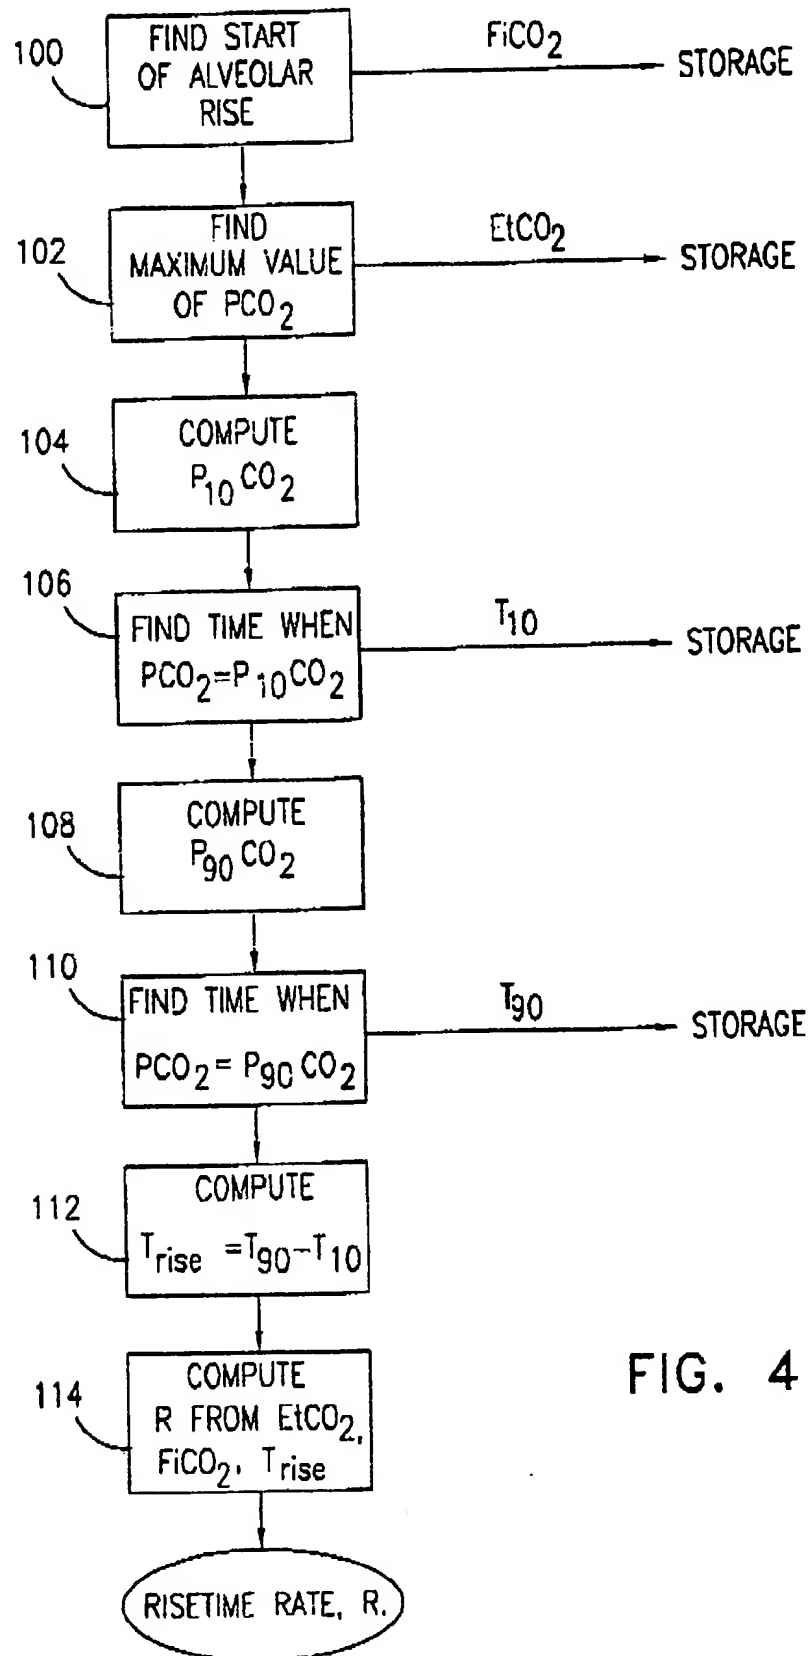 100
FIND START
OF ALVEOLAR
RISE
FiCO2
STORAGE
102
FIND
MAXIMUM VALUE
OF PCO2
EtCO2
STORAGE
104
COMPUTE
P10CO2
106
FIND TIME WHEN
PCO2=P10CO2
T10
STORAGE
108
COMPUTE
P90CO2
110
FIND TIME WHEN
PCO2=P90CO2
T90
STORAGE
112
COMPUTE
Trise =T90-T10
114
COMPUTE
R FROM EtCO2,
FiCO2, Trise
FIG. 4
RISETIME RATE, R.